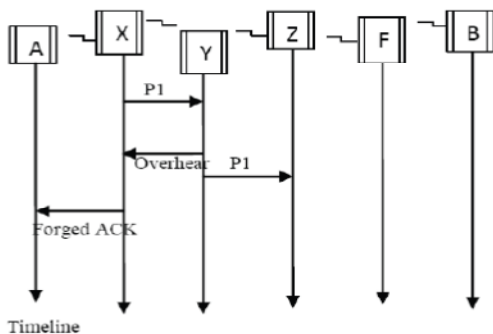 A X Y Z F B
P1
Overhear
P1
Forged ACK
Timeline